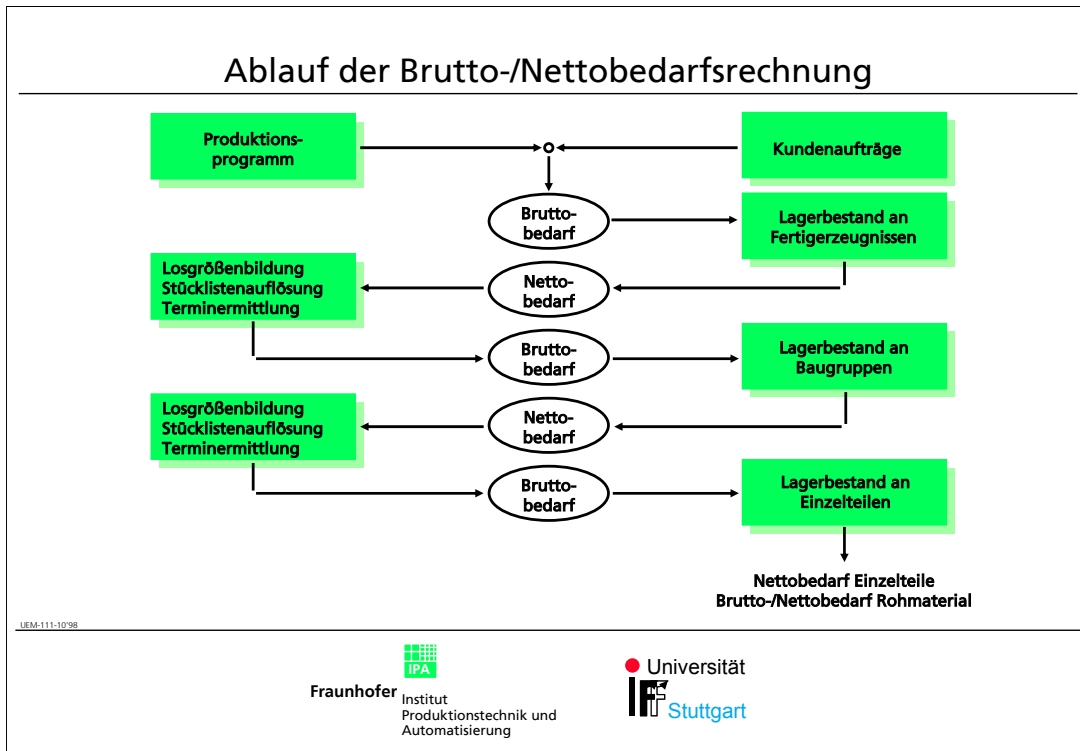 Ablauf der Brutto-/Nettobedarfsrechnung
Produktions-
programm
Kundenaufträge
Brutto-
bedarf
Lagerbestand an
Fertigerzeugnissen
Losgrößenbildung
Stücklistenauflösung
Terminermittlung
Netto-
bedarf
Brutto-
bedarf
Lagerbestand an
Baugruppen
Losgrößenbildung
Stücklistenauflösung
Terminermittlung
Netto-
bedarf
Brutto-
bedarf
Lagerbestand an
Einzelteilen
Nettobedarf Einzelteile
Brutto-/Nettobedarf Rohmaterial
UEM-111-10'98
IPA
Fraunhofer
Institut
Produktionstechnik und
Automatisierung
Universität
IFF
Stuttgart